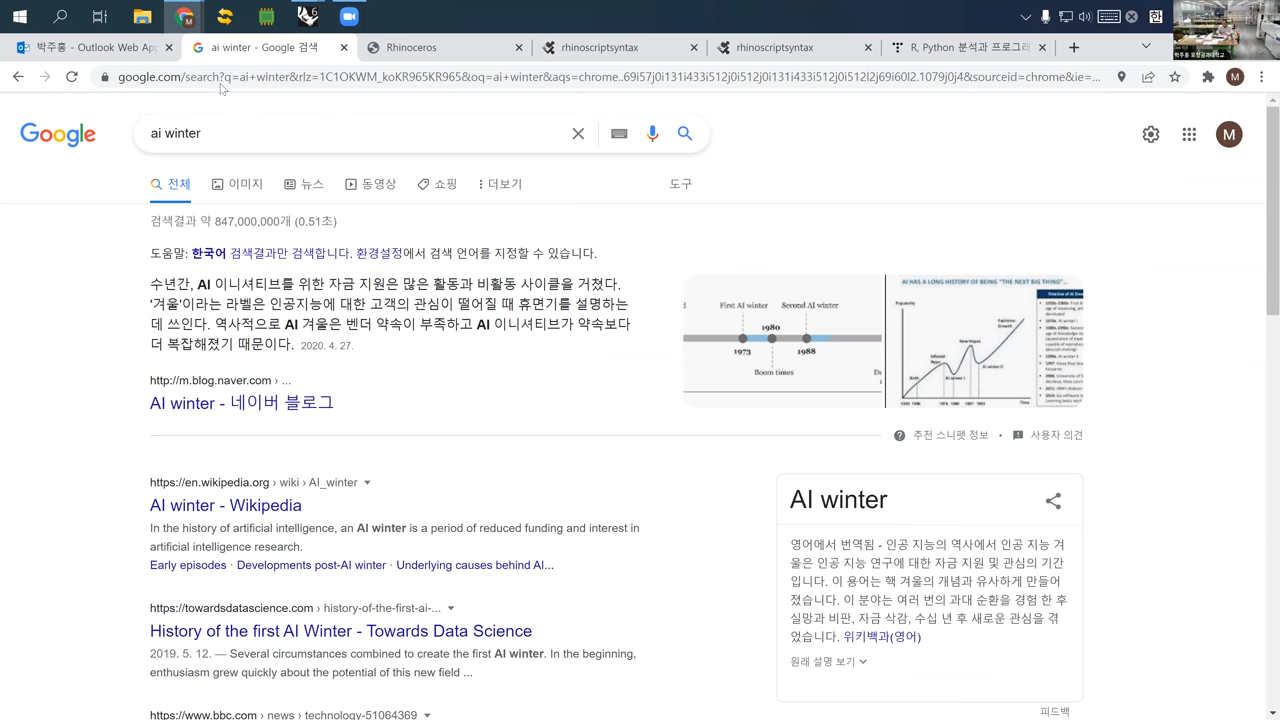 박주홍 - Outlook Web Ap
ai winter - Google 검색
Rhinoceros
rhinoscriptsyntax
rhinoscriptsyntax
R, Python 분석과 프로그래
google.com/search?q=ai+winter&rlz=1C1OKWM_koKR965KR965&oq=ai+winter&aqs=chrome..69i57j0i131i433i512j0i512j0i131i433i512j0i512l2j69i60l2.1079j0j4&sourceid=chrome&ie=...
M
Google
ai winter
M
전체
이미지
뉴스
동영상
쇼핑
더보기
도구
검색결과 약 847,000,000개 (0.51초)
도움말: 한국어 검색결과만 검색합니다. 환경설정에서 검색 언어를 지정할 수 있습니다.
수년간, AI 이니셔티브를 위한 자금 지원은 많은 활동과 비활동 사이클을 거쳤다.
'겨울'이라는 라벨은 인공지능에 대한 고객의 관심이 떨어질 때의 시기를 설명하는
데 쓰인다. 역사적으로 AI 겨울은 계속 약속이 부족하고 AI 이니셔티브가 약속보다
더 복잡해졌기 때문이다. 2020. 4. 27.
http://m.blog.naver.com › ...
AI winter - 네이버 블로그
First AI winter
Second AI winter
1980
1973
1988
Boom times
AI HAS A LONG HISTORY OF BEING "THE NEXT BIG THING"...
Popularity
Explosive
Growth
Time
추천 스니펫 정보 • 사용자 의견
https://en.wikipedia.org › wiki › AI_winter
AI winter - Wikipedia
In the history of artificial intelligence, an AI winter is a period of reduced funding and interest in
artificial intelligence research.
Early episodes · Developments post-AI winter · Underlying causes behind AI...
https://towardsdatascience.com › history-of-the-first-ai-...
History of the first AI Winter - Towards Data Science
2019. 5. 12. — Several circumstances combined to create the first AI winter. In the beginning,
enthusiasm grew quickly about the potential of this new field ...
https://www.bbc.com › news › technology-51064369
AI winter
영어에서 번역됨 - 인공 지능의 역사에서 인공 지능 겨
울은 인공 지능 연구에 대한 자금 지원 및 관심의 기간
입니다. 이 용어는 핵 겨울의 개념과 유사하게 만들어
졌습니다. 이 분야는 여러 번의 과대 순환을 경험 한 후
실망과 비판, 자금 삭감, 수십 년 후 새로운 관심을 겪
었습니다. 위키백과(영어)
원래 설명 보기
피드백